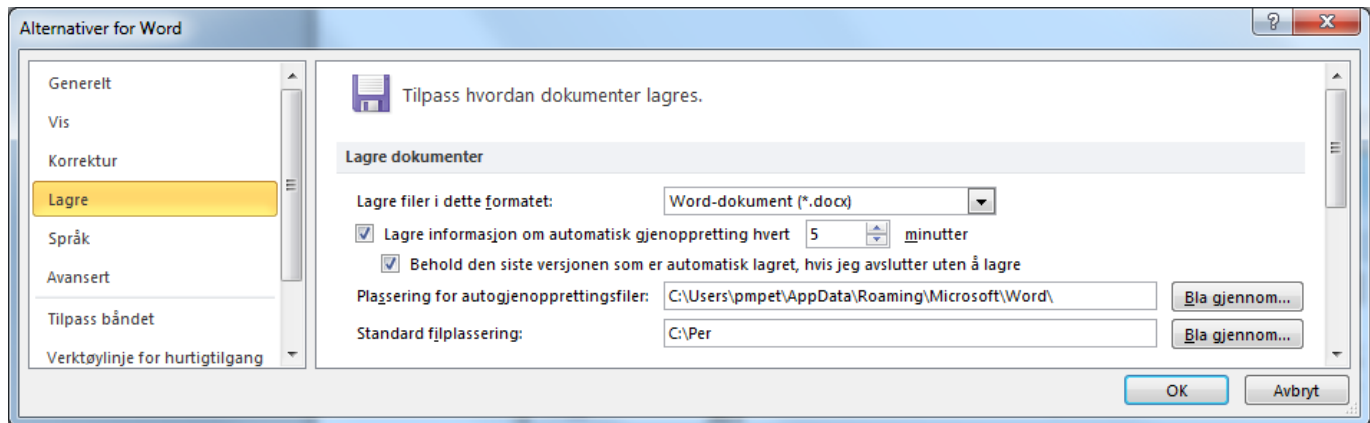 Alternativer for Word
Generelt
Vis
Korrektur
Lagre
Språk
Avansert
Tilpass båndet
Verktøylinje for hurtigtilgang
Tilpass hvordan dokumenter lagres.
Lagre dokumenter
Lagre filer i dette formatet: Word-dokument (*.docx)
Lagre informasjon om automatisk gjenoppretting hvert 5 minutter
Behold den siste versjonen som er automatisk lagret, hvis jeg avslutter uten å lagre
Plassering for autogjenopprettingsfiler: C:\Users\pmpet\AppData\Roaming\Microsoft\Word\ Bla gjennom...
Standard filplassering: C:\Per Bla gjennom...
OK Avbryt